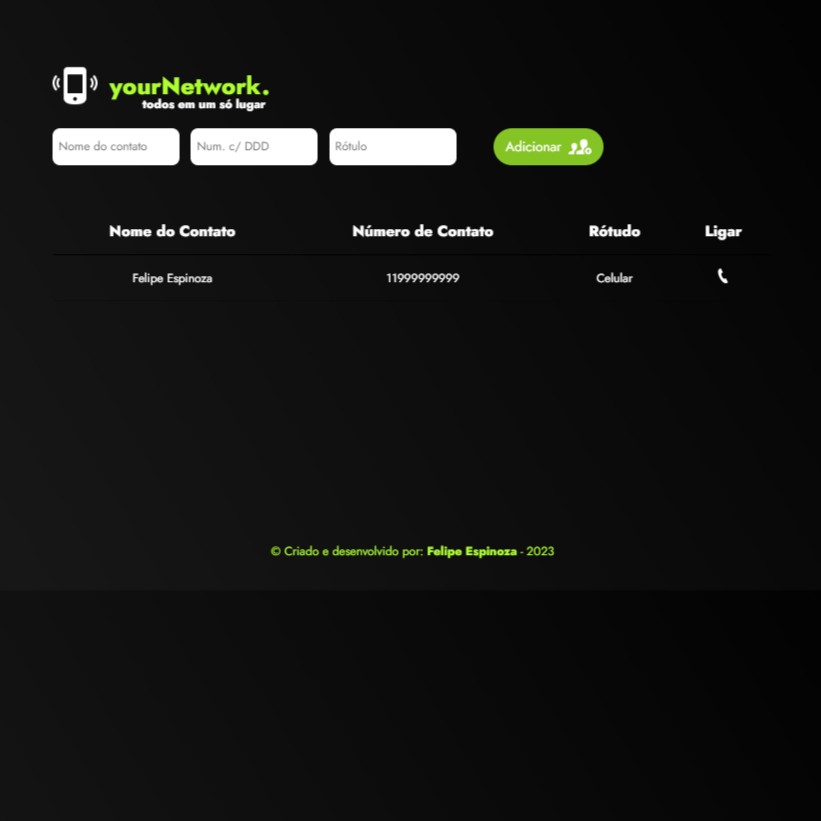 yourNetwork.
todos em um só lugar
Nome do contato Num. c/ DDD Rótulo Adicionar
Nome do Contato Número de Contato Rótudo Ligar
Felipe Espinoza 11999999999 Celular
© Criado e desenvolvido por: Felipe Espinoza - 2023